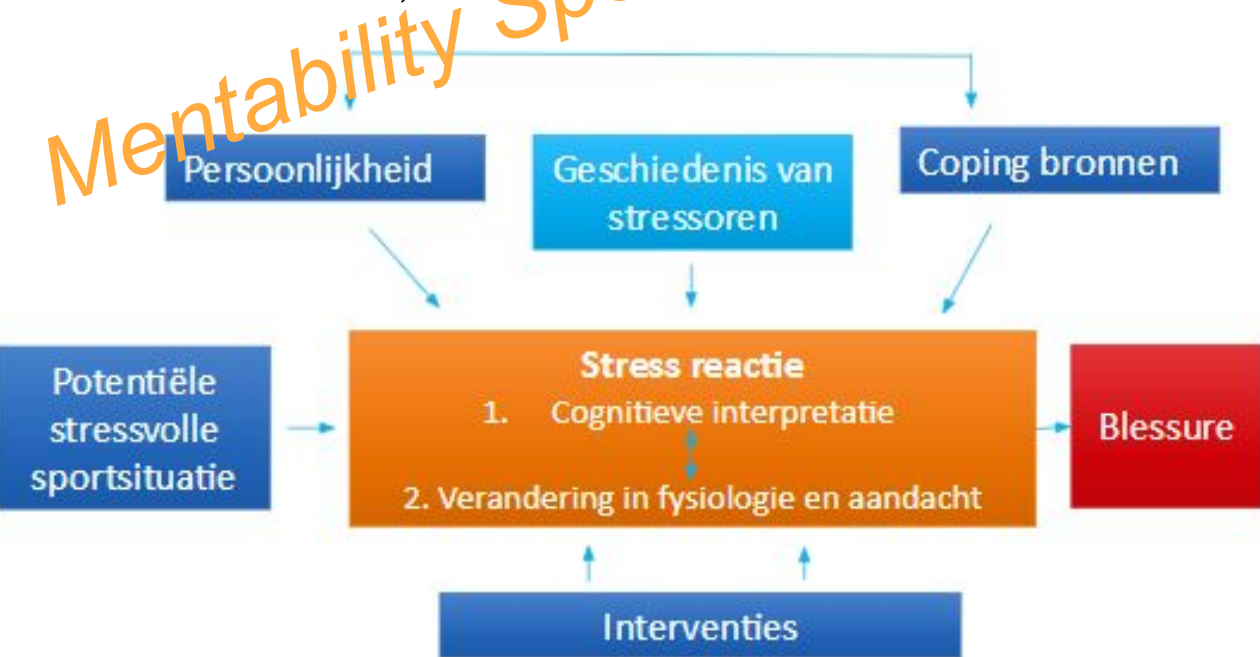 Mentability
Persoonlijkheid
Geschiedenis van
stressoren
Coping bronnen
Potentiële
stressvolle
sportsituatie
Stress reactie
1. Cognitieve interpretatie
2. Verandering in fysiologie en aandacht
Blessure
Interventies